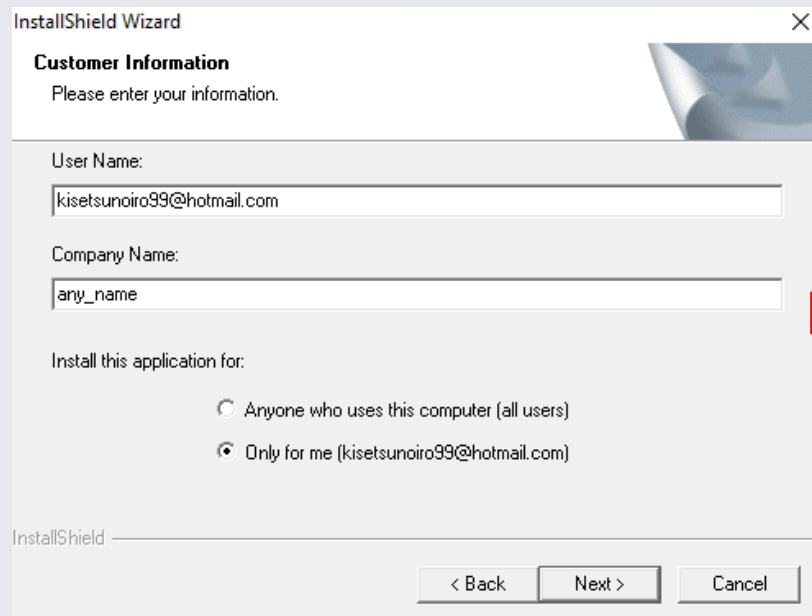 InstallShield Wizard
Customer Information
Please enter your information.
User Name:
kisetsunoiro99@hotmail.com
Company Name:
any_name
Install this application for:
Anyone who uses this computer (all users)
Only for me (kisetsunoiro99@hotmail.com)
InstallShield
< Back Next > Cancel